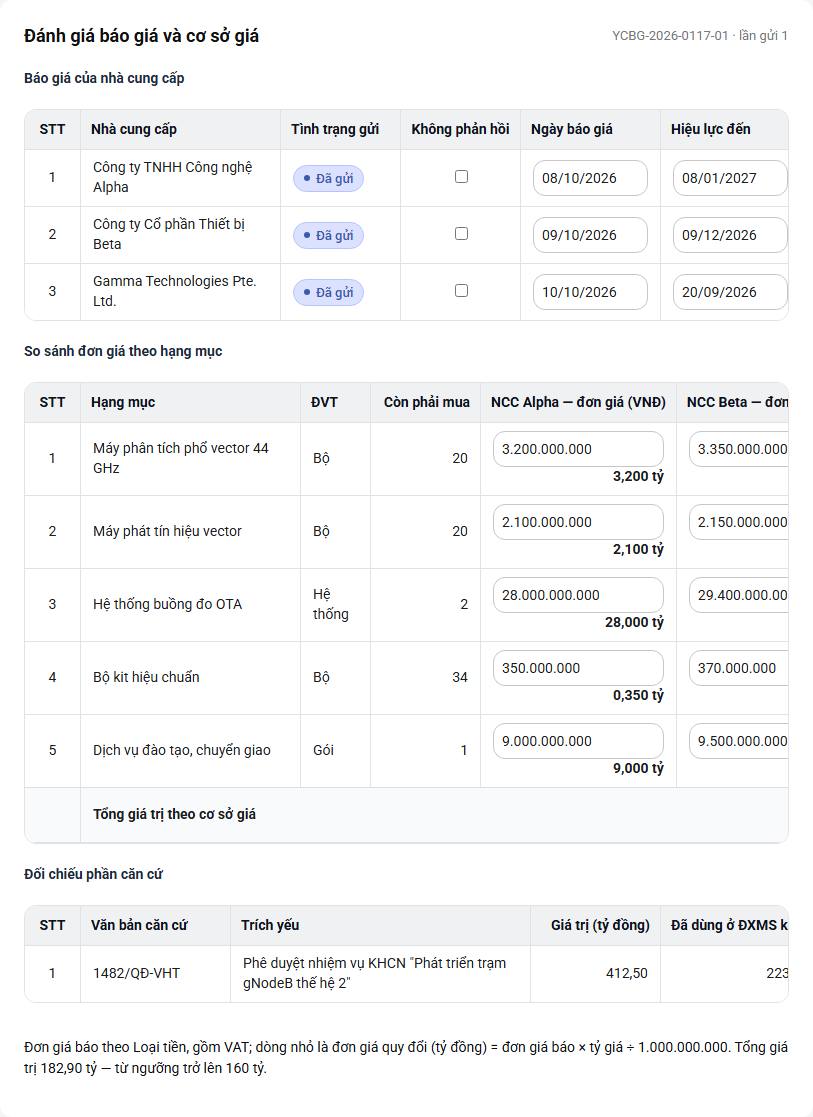 Đánh giá báo giá và cơ sở giá
YCBG-2026-0117-01 · lần gửi 1
Báo giá của nhà cung cấp
STT Nhà cung cấp Tình trạng gửi Không phản hồi Ngày báo giá Hiệu lực đến
1 Công ty TNHH Công nghệ Alpha Đã gửi 08/10/2026 08/01/2027
2 Công ty Cổ phần Thiết bị Beta Đã gửi 09/10/2026 09/12/2026
3 Gamma Technologies Pte. Ltd. Đã gửi 10/10/2026 20/09/2026
So sánh đơn giá theo hạng mục
STT Hạng mục ĐVT Còn phải mua NCC Alpha — đơn giá (VNĐ) NCC Beta — đơn
1 Máy phân tích phổ vector 44 GHz Bộ 20 3.200.000.000 3.350.000.000
3,200 tỷ
2 Máy phát tín hiệu vector Bộ 20 2.100.000.000 2.150.000.000
2,100 tỷ
3 Hệ thống buồng đo OTA Hệ thống 2 28.000.000.000 29.400.000.00
28,000 tỷ
4 Bộ kit hiệu chuẩn Bộ 34 350.000.000 370.000.000
0,350 tỷ
5 Dịch vụ đào tạo, chuyển giao Gói 1 9.000.000.000 9.500.000.000
9,000 tỷ
Tổng giá trị theo cơ sở giá
Đối chiếu phần căn cứ
STT Văn bản căn cứ Trích yếu Giá trị (tỷ đồng) Đã dùng ở ĐXMS k
1 1482/QĐ-VHT Phê duyệt nhiệm vụ KHCN "Phát triển trạm gNodeB thế hệ 2" 412,50 223
Đơn giá báo theo Loại tiền, gồm VAT; dòng nhỏ là đơn giá quy đổi (tỷ đồng) = đơn giá báo × tỷ giá ÷ 1.000.000.000. Tổng giá
trị 182,90 tỷ — từ ngưỡng trở lên 160 tỷ.